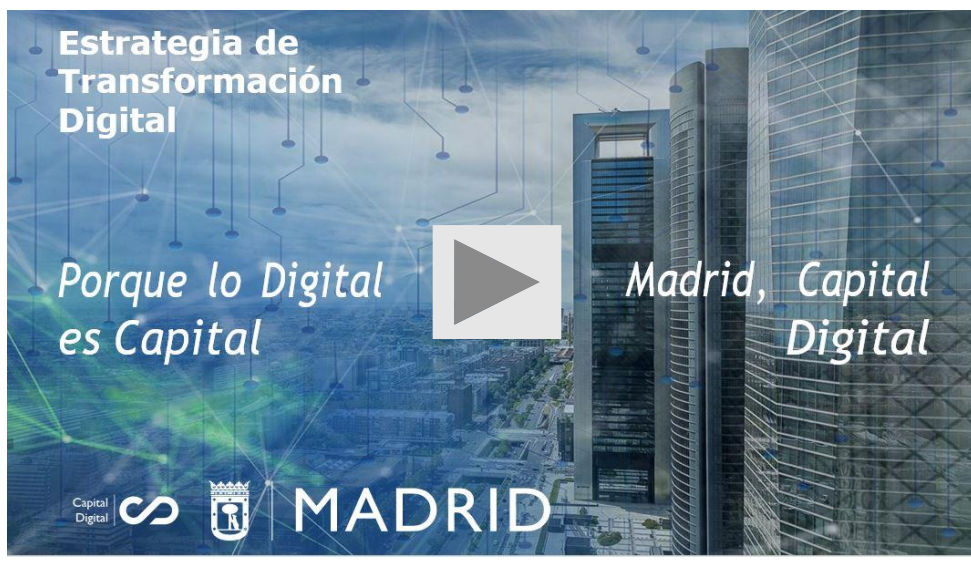 Estrategia de
Transformación
Digital
Porque lo Digital
es Capital
Madrid, Capital
Digital
Capital
Digital
MADRID